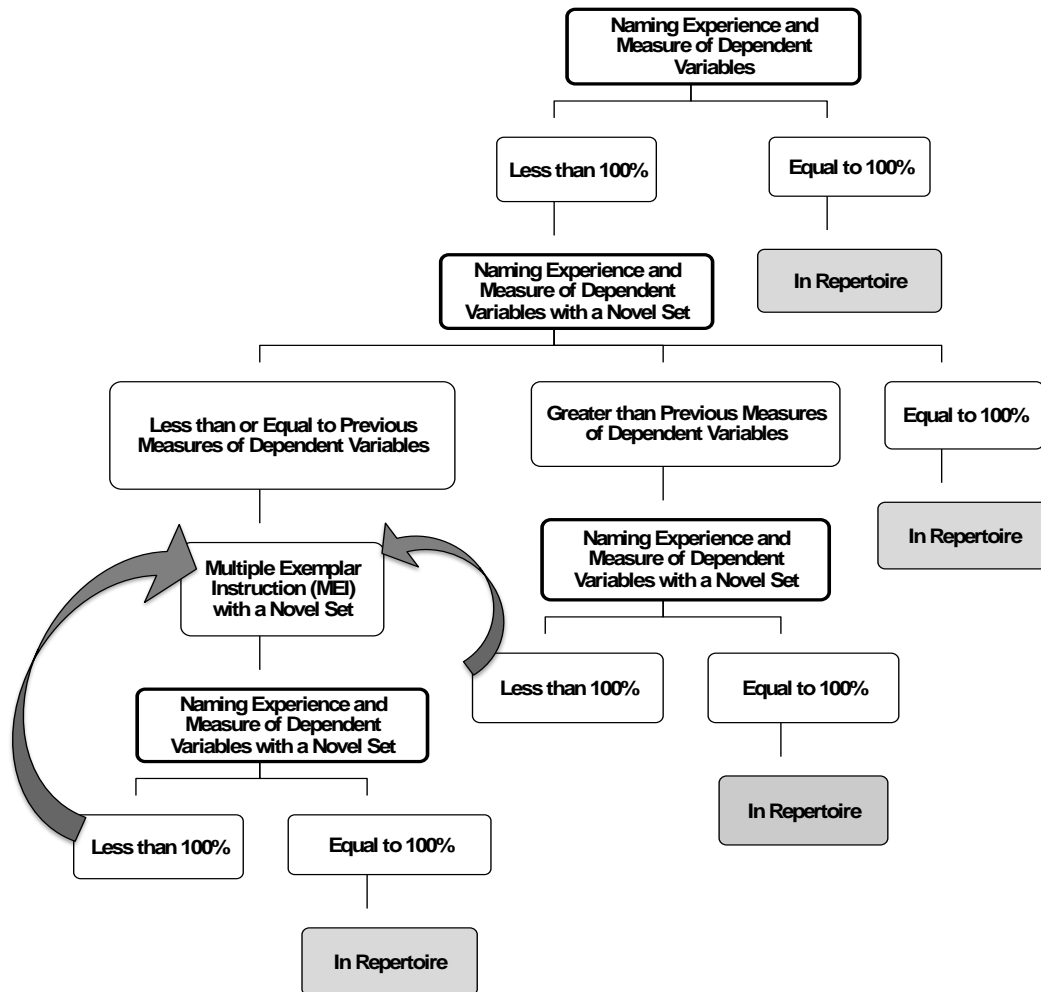 Naming Experience and
Measure of Dependent
Variables
Less than 100%
Equal to 100%
Naming Experience and
Measure of Dependent
Variables with a Novel Set
In Repertoire
Less than or Equal to Previous
Measures of Dependent Variables
Greater than Previous Measures
of Dependent Variables
Equal to 100%
In Repertoire
Multiple Exemplar
Instruction (MEI)
with a Novel Set
Naming Experience and
Measure of Dependent
Variables with a Novel Set
Less than 100%
Equal to 100%
Naming Experience and
Measure of Dependent
Variables with a Novel Set
In Repertoire
Less than 100%
Equal to 100%
In Repertoire